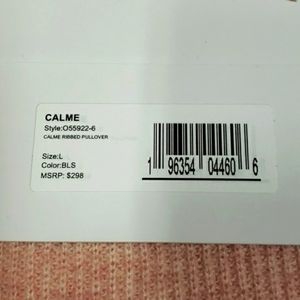 CALME
Style:O55922-6
CALME RIBBED PULLOVER
Size:L
Color:BLS
MSRP: $298
1 96354 04460 6